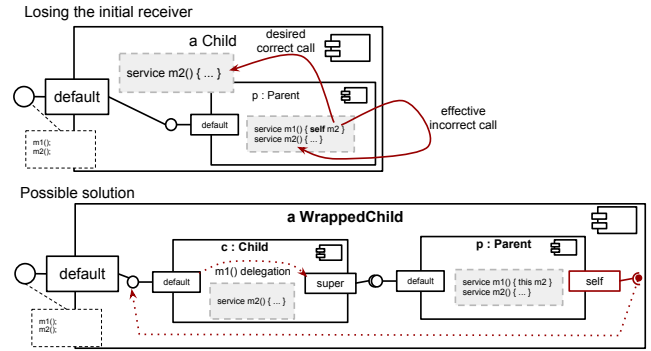 Losing the initial receiver
a Child
desired
correct call
service m2() { ... }
default
p : Parent
default
service m1() { self m2 }
service m2() { ... }
effective
incorrect call
m1();
m2();
Possible solution
a WrappedChild
default
c : Child
default
m1() delegation
super
service m2() { ... }
p : Parent
default
service m1() { this m2 }
service m2() { ... }
self
m1();
m2();